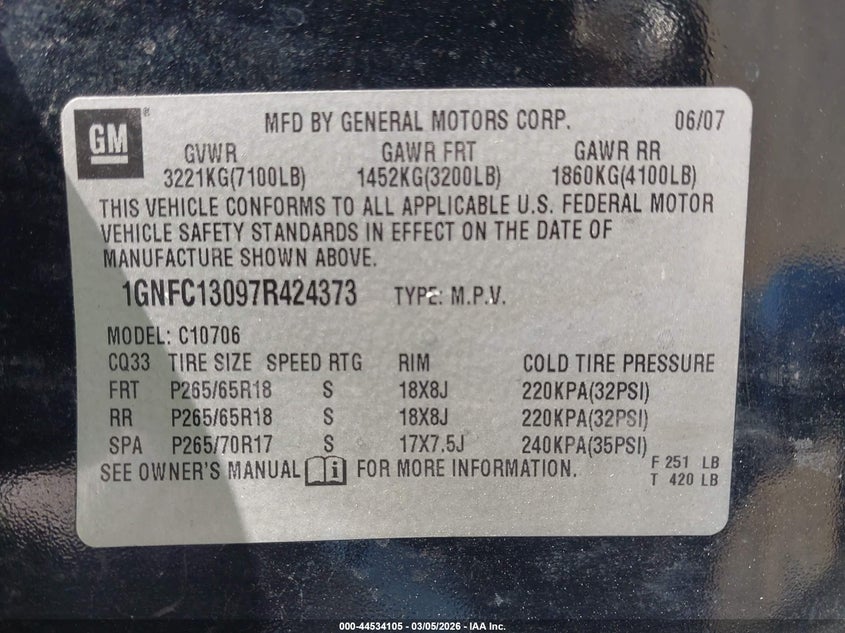 GM
MFD BY GENERAL MOTORS CORP. 06/07
GVWR GAWR FRT GAWR RR
3221KG(7100LB) 1452KG(3200LB) 1860KG(4100LB)
THIS VEHICLE CONFORMS TO ALL APPLICABLE U.S. FEDERAL MOTOR
VEHICLE SAFETY STANDARDS IN EFFECT ON THE DATE OF
MANUFACTURE SHOWN ABOVE.
1GNFC13097R424373 TYPE: M.P.V.
MODEL: C10706
CQ33 TIRE SIZE SPEED RTG RIM COLD TIRE PRESSURE
FRT P265/65R18 S 18X8J 220KPA(32PSI)
RR P265/65R18 S 18X8J 220KPA(32PSI)
SPA P265/70R17 S 17X7.5J 240KPA(35PSI)
SEE OWNER'S MANUAL i FOR MORE INFORMATION.
F 251 LB
T 420 LB
000-44534105 - 03/05/2026 - IAA Inc.